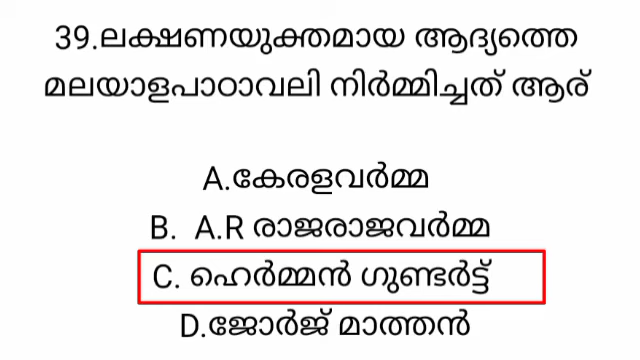 39.ലക്ഷണയുക്തമായ ആദ്യത്തെ
മലയാളപാഠാവലി നിർമ്മിച്ചത് ആര്
A.കേരളവർമ്മ
B. A.R രാജരാജവർമ്മ
C. ഹെർമ്മൻ ഗുണ്ടർട്ട്
D.ജോർജ് മാത്തൻ